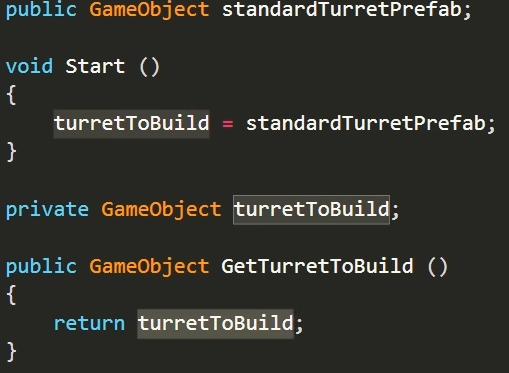 public GameObject standardTurretPrefab;
void Start ()
{
turretToBuild = standardTurretPrefab;
}
private GameObject turretToBuild;
public GameObject GetTurretToBuild ()
{
return turretToBuild;
}